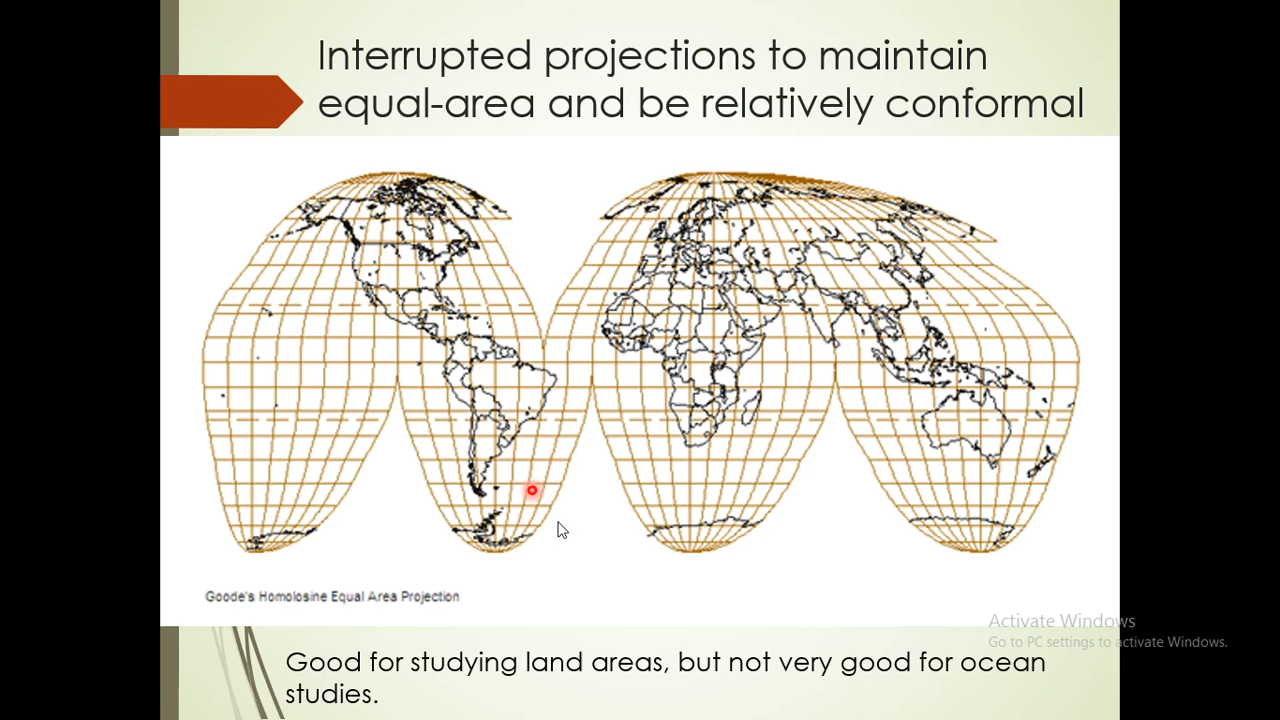 Interrupted projections to maintain
equal-area and be relatively conformal
Goode's Homolosine Equal Area Projection
Activate Windows
Go to PC settings to activate Windows.
Good for studying land areas, but not very good for ocean
studies.